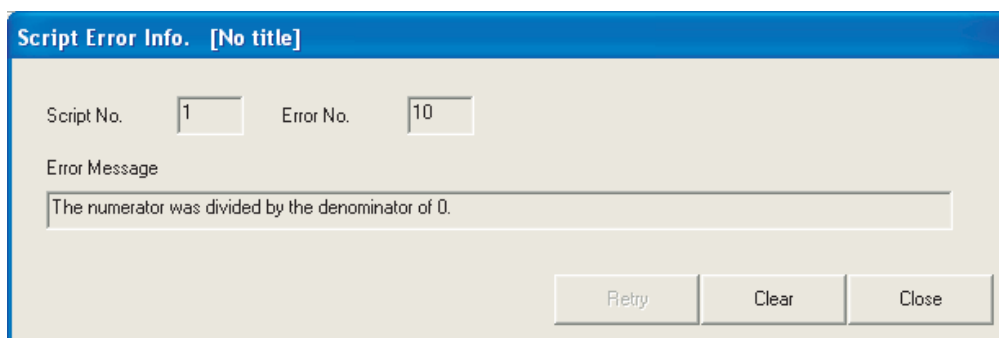 Script Error Info. [No title]
Script No. 1 Error No. 10
Error Message
The numerator was divided by the denominator of 0.
Retry Clear Close